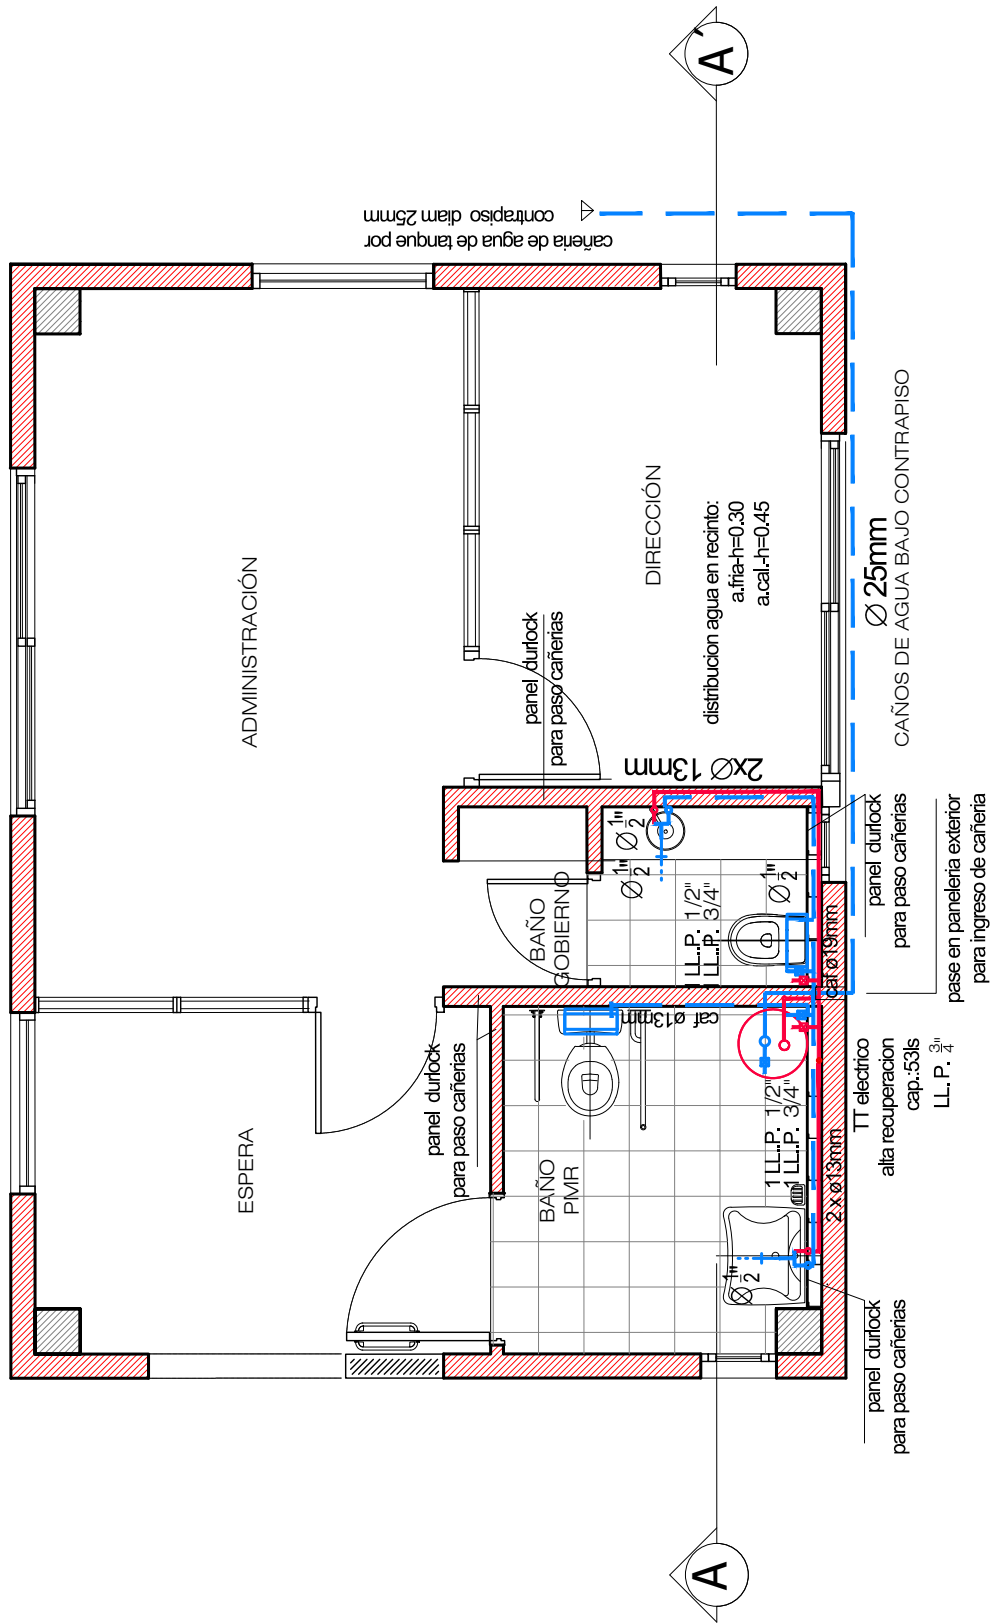 A'
cañeria de agua de tanque por
contrapiso diam 25mm
ADMINISTRACIÓN
DIRECCIÓN
distribucion agua en recinto:
a.fria-h=0.30
a.cal.-h=0.45
Ø 25mm
CAÑOS DE AGUA BAJO CONTRAPISO
panel durlock
para paso cañerias
2xØ 13mm
Ø 1/2"
Ø 1/2"
Ø 1/2"
BAÑO
GOBIERNO
1 LL.P. 1/2"
1 LL.P. 3/4"
caf ø19mm
panel durlock
para paso cañerias
pase en paneleria exterior
para ingreso de cañeria
caf ø13mm
ESPERA
panel durlock
para paso cañerias
BAÑO
PMR
1 LL.P. 1/2"
1 LL.P. 3/4"
2 x ø13mm
TT electrico
alta recuperacion
cap.:53ls
LL. P. 3/4"
Ø 1/2"
panel durlock
para paso cañerias
A